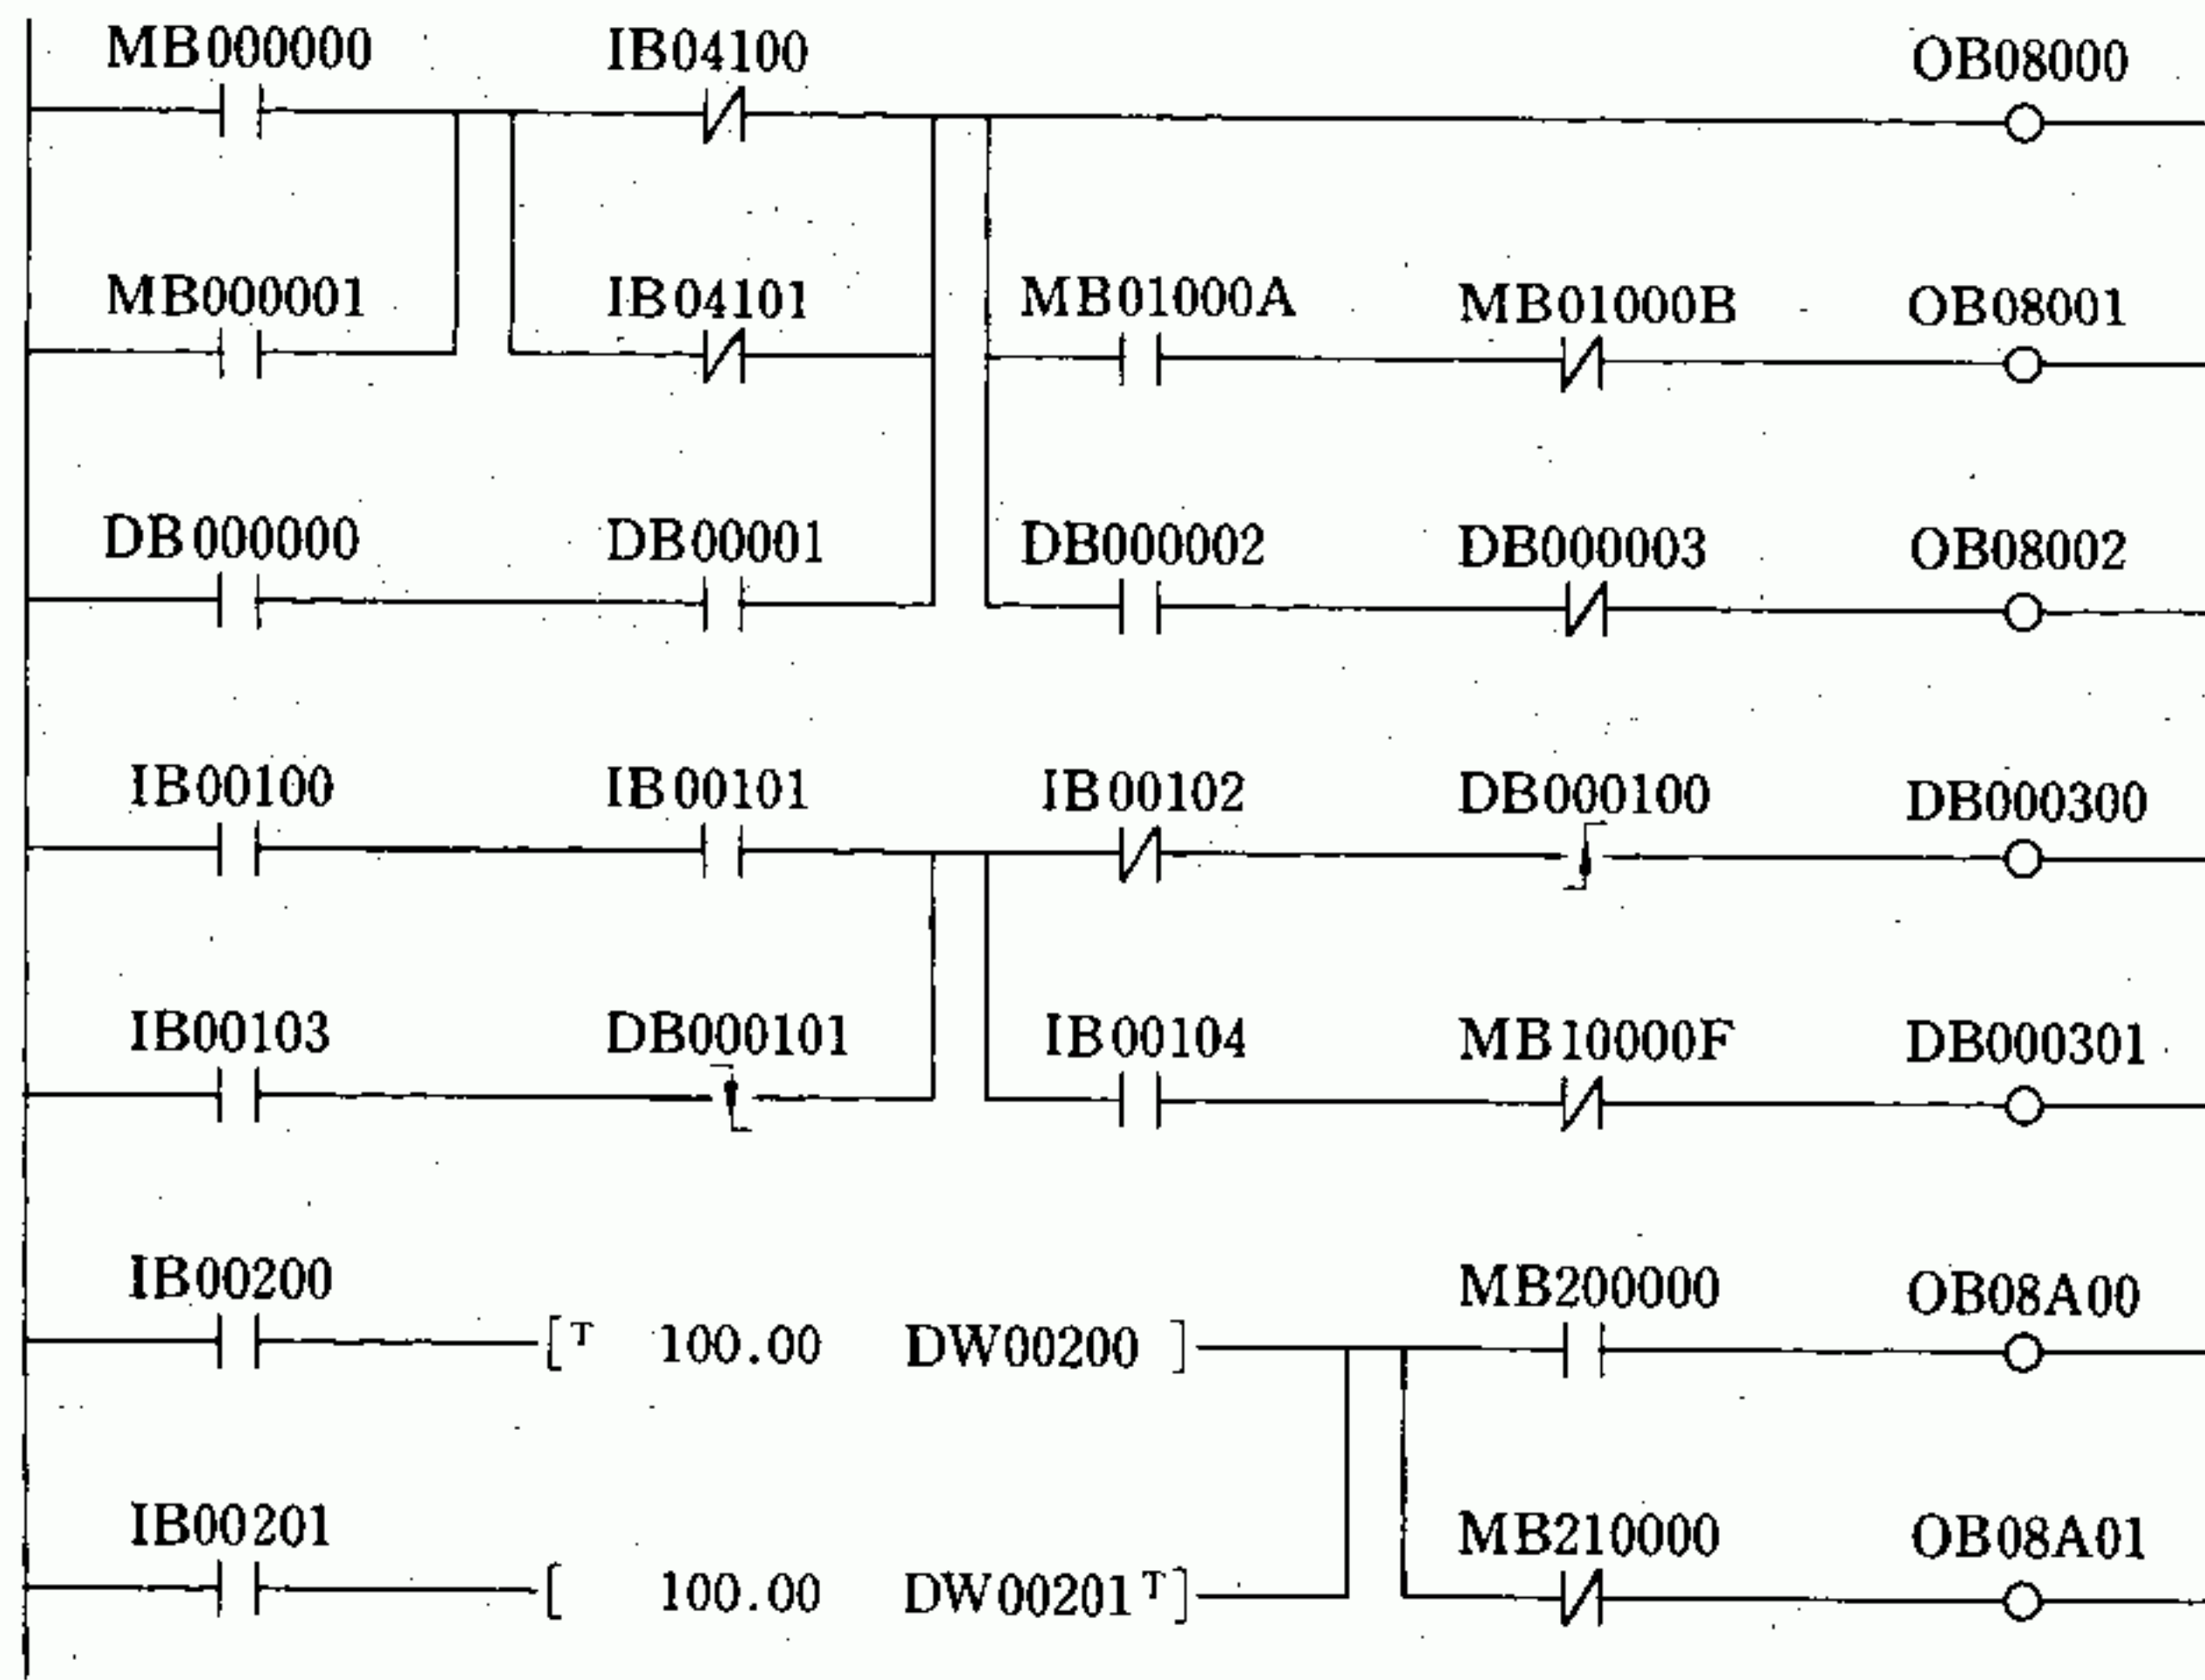 MB000000 IB04100 OB08000
MB000001 IB04101 MB01000A MB01000B OB08001
DB000000 DB00001 DB000002 DB000003 OB08002
IB00100 IB00101 IB00102 DB000100 DB000300
IB00103 DB000101 IB00104 MB10000F DB000301
IB00200 MB200000 OB08A00
[T 100.00 DW00200 ]
IB00201 MB210000 OB08A01
[ 100.00 DW00201 T]